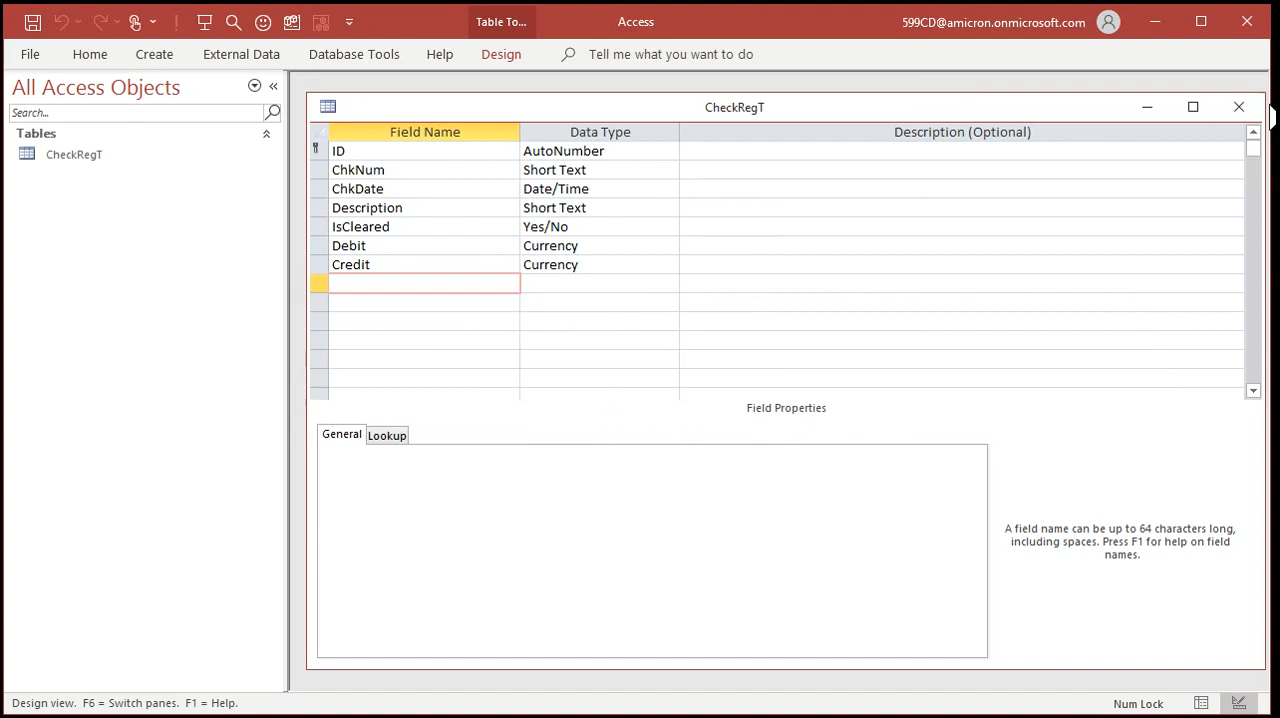 Table To...
Access
599CD@amicron.onmicrosoft.com
File
Home
Create
External Data
Database Tools
Help
Design
Tell me what you want to do
All Access Objects
Search...
Tables
CheckRegT
CheckRegT
Field Name
Data Type
Description (Optional)
ID
AutoNumber
ChkNum
Short Text
ChkDate
Date/Time
Description
Short Text
IsCleared
Yes/No
Debit
Currency
Credit
Currency
Field Properties
General
Lookup
A field name can be up to 64 characters long,
including spaces. Press F1 for help on field
names.
Design view. F6 = Switch panes. F1 = Help.
Num Lock